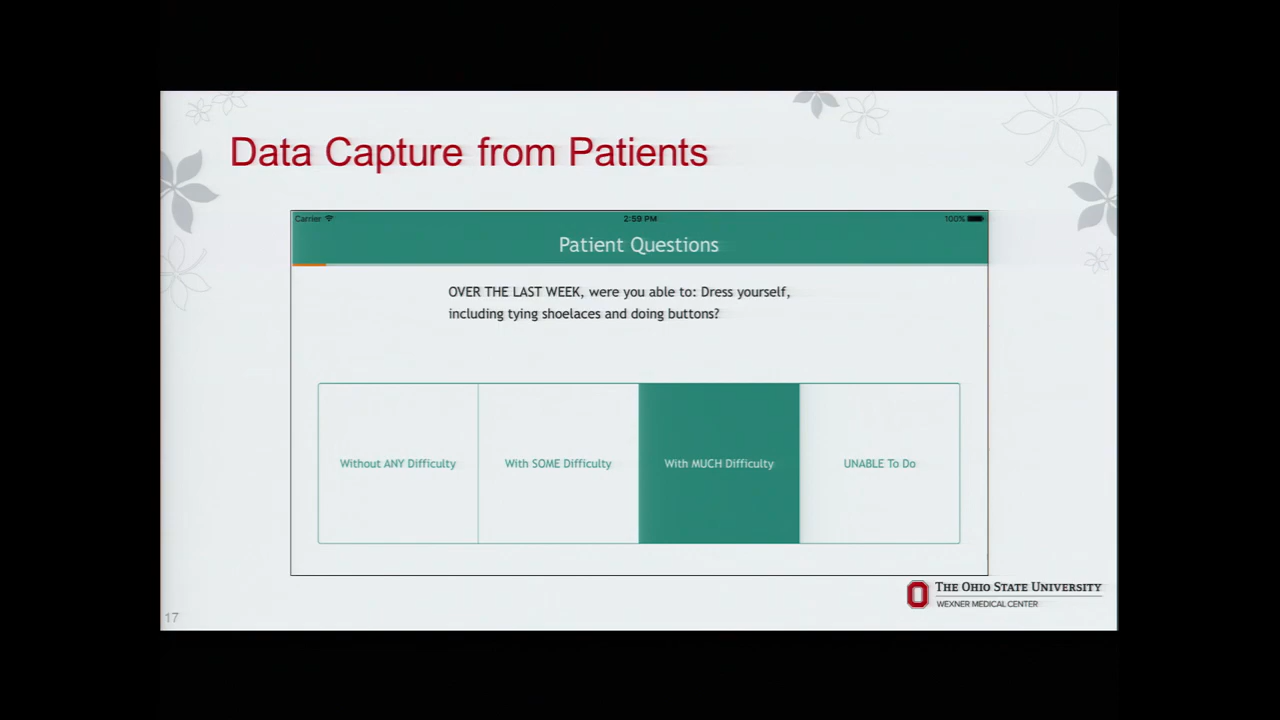 Data Capture from Patients
Carrier
2:59 PM
100%
Patient Questions
OVER THE LAST WEEK, were you able to: Dress yourself,
including tying shoelaces and doing buttons?
Without ANY Difficulty
With SOME Difficulty
With MUCH Difficulty
UNABLE To Do
THE OHIO STATE UNIVERSITY
WEXNER MEDICAL CENTER
17